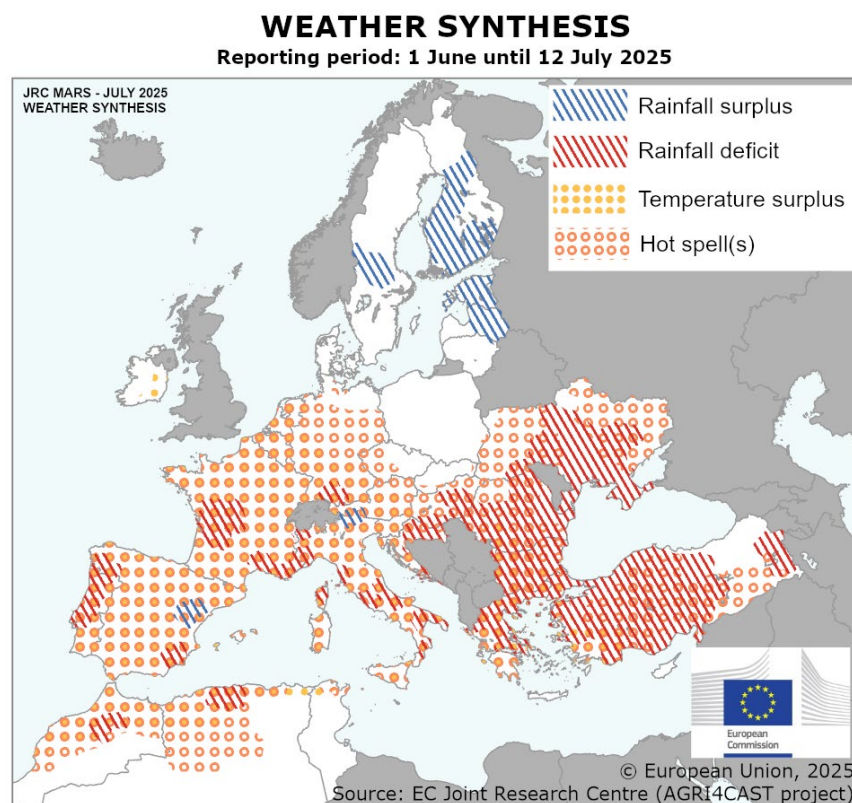 WEATHER SYNTHESIS
Reporting period: 1 June until 12 July 2025
JRC MARS - JULY 2025
WEATHER SYNTHESIS
Rainfall surplus
Rainfall deficit
Temperature surplus
Hot spell(s)
European
Commission
© European Union, 2025
Source: EC Joint Research Centre (AGRI4CAST project)